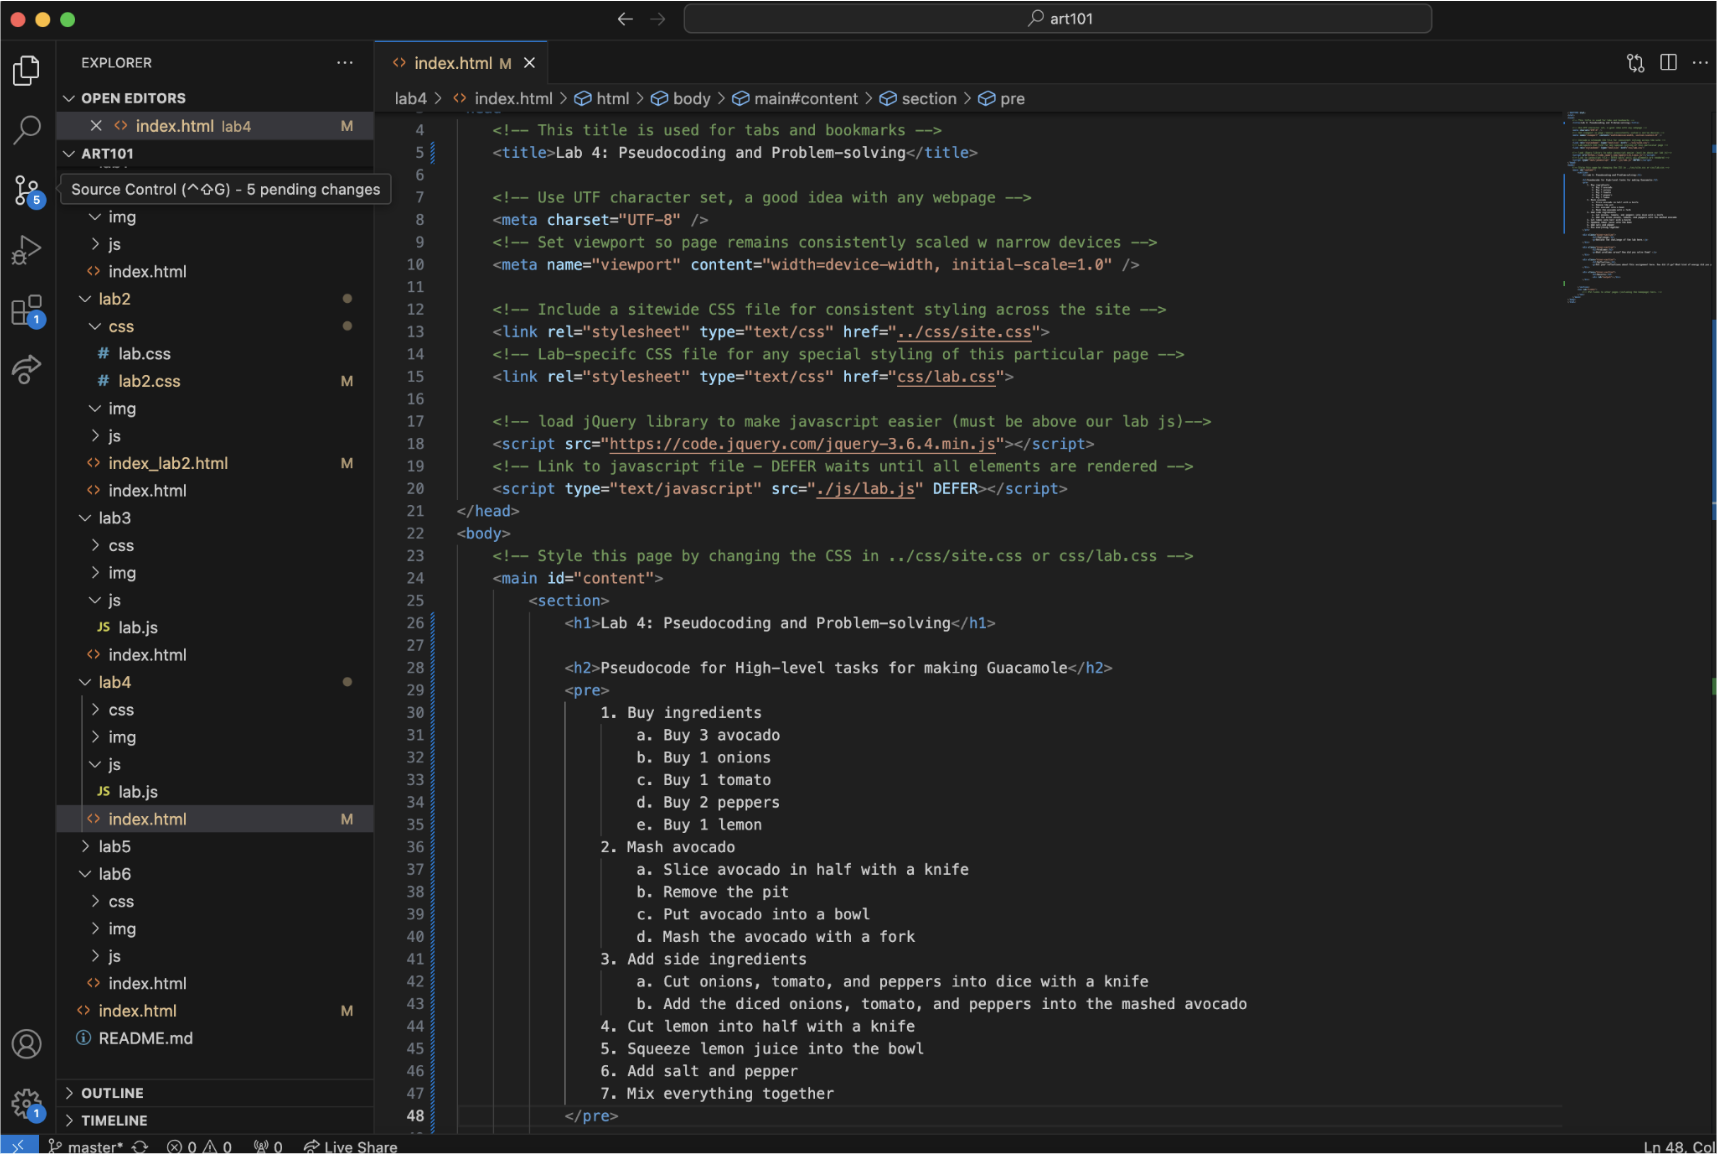 art101
EXPLORER
index.html M
lab4 > index.html > html > body > main#content > section > pre
OPEN EDITORS
index.html lab4 M
ART101
Source Control (^⇧G) - 5 pending changes
5
1
img
js
index.html
lab2
css
# lab.css
# lab2.css M
img
js
index_lab2.html M
index.html
lab3
css
img
js
JS lab.js
index.html
lab4
css
img
js
JS lab.js
index.html M
lab5
lab6
css
img
js
index.html
index.html M
README.md
OUTLINE
TIMELINE
1
4 <!-- This title is used for tabs and bookmarks -->
5 <title>Lab 4: Pseudocoding and Problem-solving</title>
6
7 <!-- Use UTF character set, a good idea with any webpage -->
8 <meta charset="UTF-8" />
9 <!-- Set viewport so page remains consistently scaled w narrow devices -->
10 <meta name="viewport" content="width=device-width, initial-scale=1.0" />
11
12 <!-- Include a sitewide CSS file for consistent styling across the site -->
13 <link rel="stylesheet" type="text/css" href="../css/site.css">
14 <!-- Lab-specifc CSS file for any special styling of this particular page -->
15 <link rel="stylesheet" type="text/css" href="css/lab.css">
16
17 <!-- load jQuery library to make javascript easier (must be above our lab js)-->
18 <script src="https://code.jquery.com/jquery-3.6.4.min.js"></script>
19 <!-- Link to javascript file - DEFER waits until all elements are rendered -->
20 <script type="text/javascript" src="./js/lab.js" DEFER></script>
21 </head>
22 <body>
23 <!-- Style this page by changing the CSS in ../css/site.css or css/lab.css -->
24 <main id="content">
25 <section>
26 <h1>Lab 4: Pseudocoding and Problem-solving</h1>
27
28 <h2>Pseudocode for High-level tasks for making Guacamole</h2>
29 <pre>
30 1. Buy ingredients
31 a. Buy 3 avocado
32 b. Buy 1 onions
33 c. Buy 1 tomato
34 d. Buy 2 peppers
35 e. Buy 1 lemon
36 2. Mash avocado
37 a. Slice avocado in half with a knife
38 b. Remove the pit
39 c. Put avocado into a bowl
40 d. Mash the avocado with a fork
41 3. Add side ingredients
42 a. Cut onions, tomato, and peppers into dice with a knife
43 b. Add the diced onions, tomato, and peppers into the mashed avocado
44 4. Cut lemon into half with a knife
45 5. Squeeze lemon juice into the bowl
46 6. Add salt and pepper
47 7. Mix everything together
48 </pre>
master* 0 0 0 Live Share
Ln 48, Col